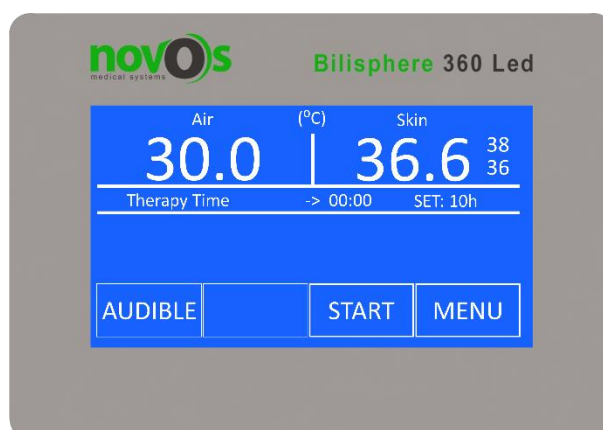 novOs
medical systems
Bilisphere 360 Led
Air (⁰C) Skin
30.0 36.6 38
36
Therapy Time -> 00:00 SET: 10h
AUDIBLE START MENU